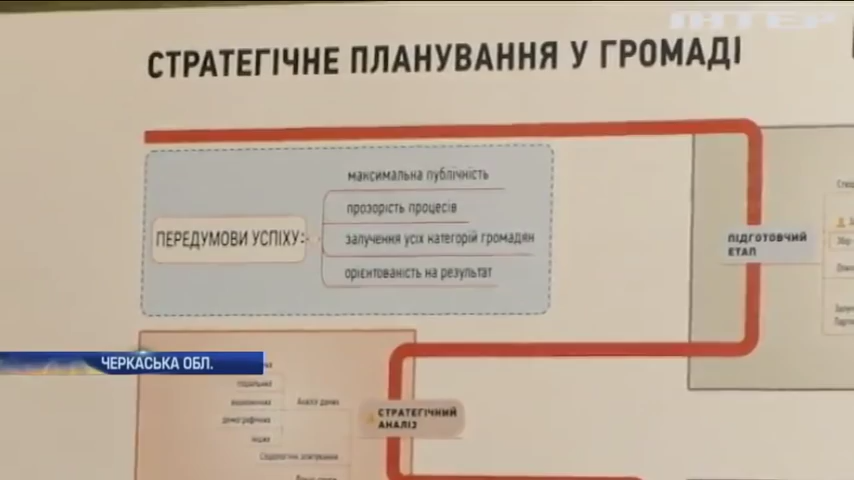 ІНТЕР
СТРАТЕГІЧНЕ ПЛАНУВАННЯ У ГРОМАДІ
максимальна публічність
прозорість процесів
ПЕРЕДУМОВИ УСПІХУ:
залучення усіх категорій громадян
орієнтованість на результат
ПІДГОТОВЧИЙ
ЕТАП
ЧЕРКАСЬКА ОБЛ.
СТРАТЕГІЧНИЙ
АНАЛІЗ
Аналіз даних